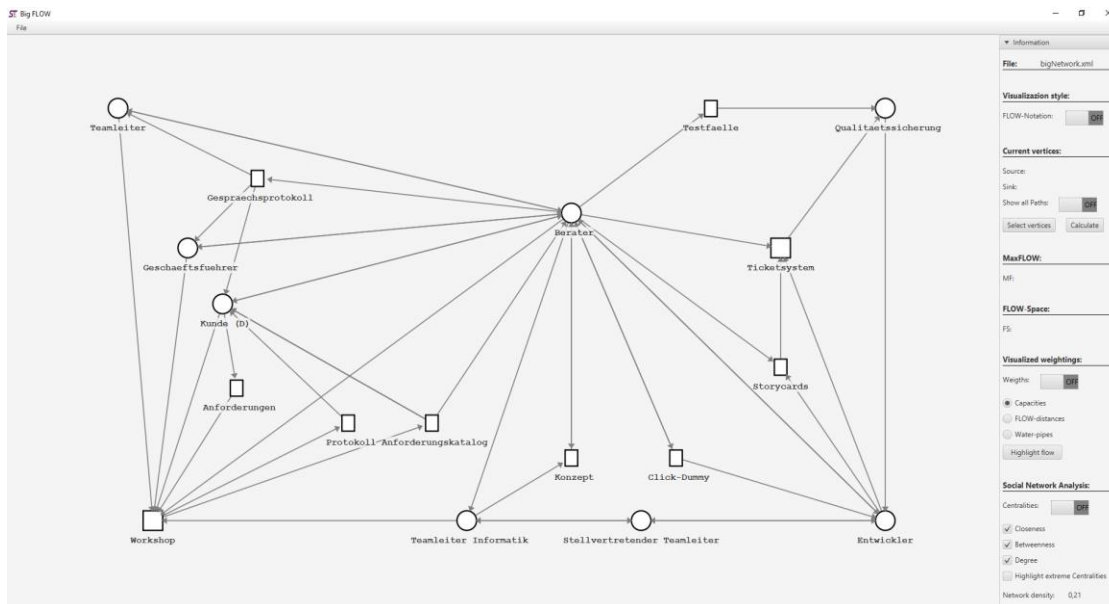 Big FLOW
File
Teamleiter
Testfaelle
Qualitaetssicherung
Gespraechsprotokoll
Berater
Geschaeftsfuehrer
Ticketsystem
Kunde (D)
Storycards
Anforderungen
Protokoll
Anforderungskatalog
Konzept
Click-Dummy
Workshop
Teamleiter Informatik
Stellvertretender Teamleiter
Entwickler
Information
File: bigNetwork.xml
Visualizazion style:
FLOW-Notation: OFF
Current vertices:
Source:
Sink:
Show all Paths: OFF
Select vertices Calculate
MaxFLOW:
MF:
FLOW-Space:
FS:
Visualized weightings:
Weigths: OFF
Capacities
FLOW-distances
Water-pipes
Highlight flow
Social Network Analysis:
Centralities: OFF
Closeness
Betweenness
Degree
Highlight extreme Centralities
Network density: 0,21